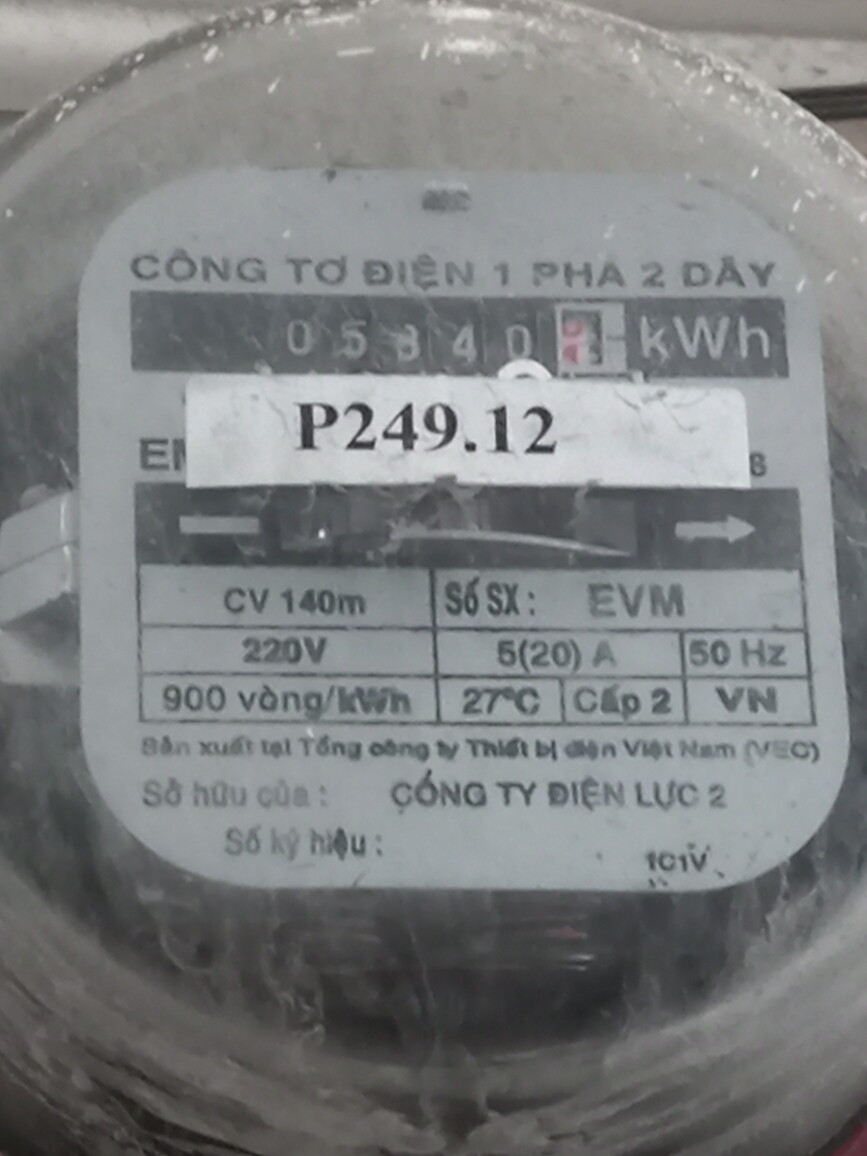 CÔNG TƠ ĐIỆN 1 PHA 2 DÂY
0 5 3 4 0 kWh
P249.12
CV 140m Số SX : EVM
220V 5(20) A 50 Hz
900 vòng/kWh 27°C Cấp 2 VN
Sản xuất tại Tổng công ty Thiết bị điện Việt Nam (VEC)
Sở hữu của : CÔNG TY ĐIỆN LỰC 2
Số ký hiệu :
1C1V